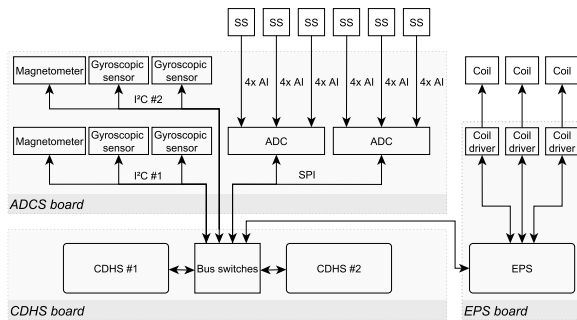 SS SS SS SS SS SS
Magnetometer
Gyroscopic sensor
Gyroscopic sensor
4x AI 4x AI 4x AI 4x AI 4x AI 4x AI
Coil Coil Coil
I²C #2
Magnetometer
Gyroscopic sensor
Gyroscopic sensor
ADC ADC
Coil driver
Coil driver
Coil driver
I²C #1
SPI
ADCS board
CDHS #1
Bus switches
CDHS #2
EPS
CDHS board
EPS board